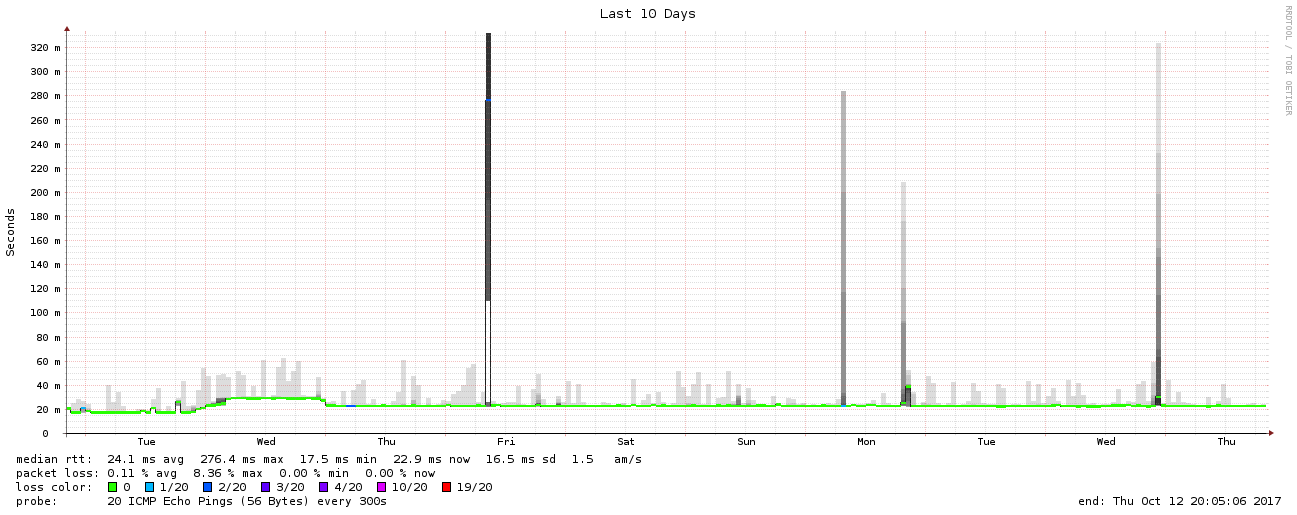 Last 10 Days
RRDTOOL / TOBI OETIKER
Seconds
320 m
300 m
280 m
260 m
240 m
220 m
200 m
180 m
160 m
140 m
120 m
100 m
80 m
60 m
40 m
20 m
0
Tue Wed Thu Fri Sat Sun Mon Tue Wed Thu
median rtt: 24.1 ms avg 276.4 ms max 17.5 ms min 22.9 ms now 16.5 ms sd 1.5 am/s
packet loss: 0.11 % avg 8.36 % max 0.00 % min 0.00 % now
loss color: 0 1/20 2/20 3/20 4/20 10/20 19/20
probe: 20 ICMP Echo Pings (56 Bytes) every 300s end: Thu Oct 12 20:05:06 2017